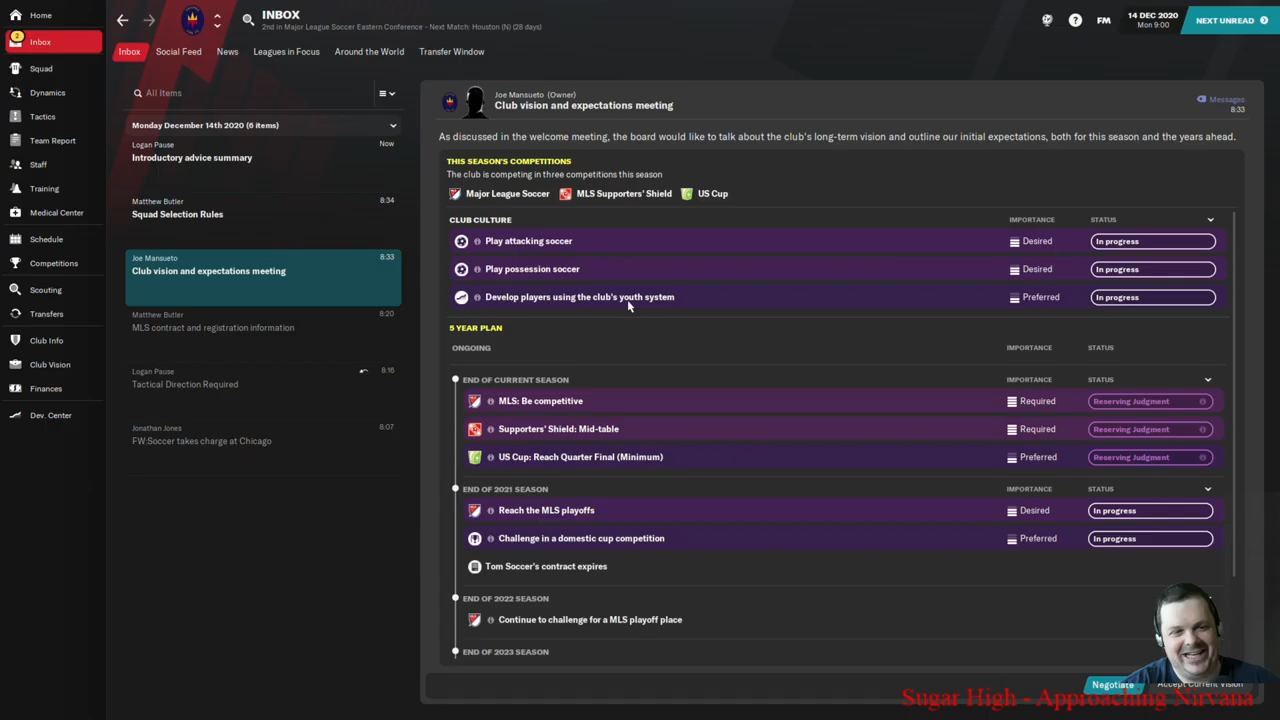 Home
2
Inbox
Squad
Dynamics
Tactics
Team Report
Staff
Training
Medical Center
Schedule
Competitions
Scouting
Transfers
Club Info
Club Vision
Finances
Dev. Center
INBOX
2nd in Major League Soccer Eastern Conference - Next Match: Houston (N) (28 days)
? FM
14 DEC 2020
Mon 9:00
NEXT UNREAD
Inbox Social Feed News Leagues in Focus Around the World Transfer Window
All Items
Monday December 14th 2020 (6 items)
Logan Pause Now
Introductory advice summary
Matthew Butler 8:34
Squad Selection Rules
Joe Mansueto 8:33
Club vision and expectations meeting
Matthew Butler 8:20
MLS contract and registration information
Logan Pause 8:16
Tactical Direction Required
Jonathan Jones 8:07
FW:Soccer takes charge at Chicago
Joe Mansueto (Owner)
Club vision and expectations meeting
Messages
8:33
As discussed in the welcome meeting, the board would like to talk about the club's long-term vision and outline our initial expectations, both for this season and the years ahead.
THIS SEASON'S COMPETITIONS
The club is competing in three competitions this season
Major League Soccer MLS Supporters' Shield US Cup
CLUB CULTURE IMPORTANCE STATUS
Play attacking soccer Desired In progress
Play possession soccer Desired In progress
Develop players using the club's youth system Preferred In progress
5 YEAR PLAN
ONGOING IMPORTANCE STATUS
END OF CURRENT SEASON IMPORTANCE STATUS
MLS: Be competitive Required Reserving Judgment
Supporters' Shield: Mid-table Required Reserving Judgment
US Cup: Reach Quarter Final (Minimum) Preferred Reserving Judgment
END OF 2021 SEASON IMPORTANCE STATUS
Reach the MLS playoffs Desired In progress
Challenge in a domestic cup competition Preferred In progress
Tom Soccer's contract expires
END OF 2022 SEASON
Continue to challenge for a MLS playoff place
END OF 2023 SEASON
Negotiate Accept Current Vision
Sugar High - Approaching Nirvana